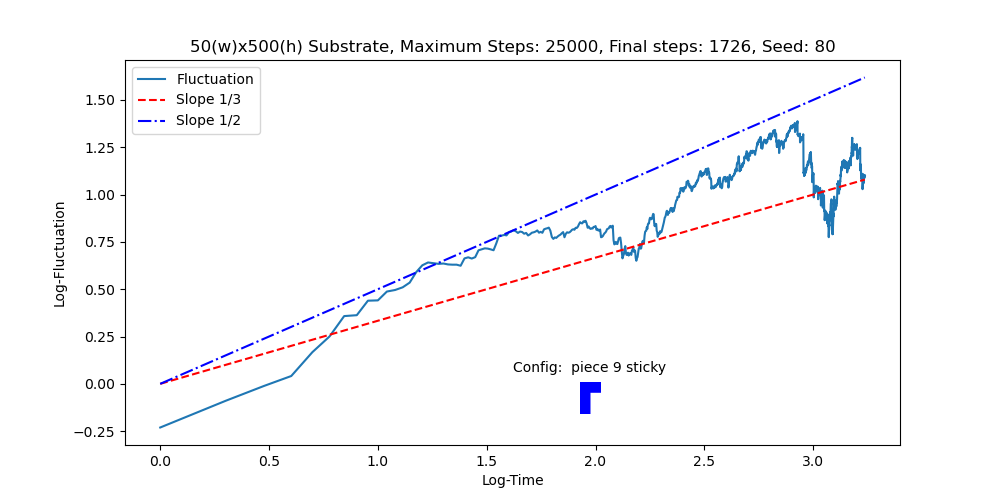 50(w)x500(h) Substrate, Maximum Steps: 25000, Final steps: 1726, Seed: 80
Fluctuation
Slope 1/3
Slope 1/2
1.50
1.25
1.00
0.75
0.50
0.25
0.00
−0.25
Log-Fluctuation
Config:  piece 9 sticky
0.0 0.5 1.0 1.5 2.0 2.5 3.0
Log-Time